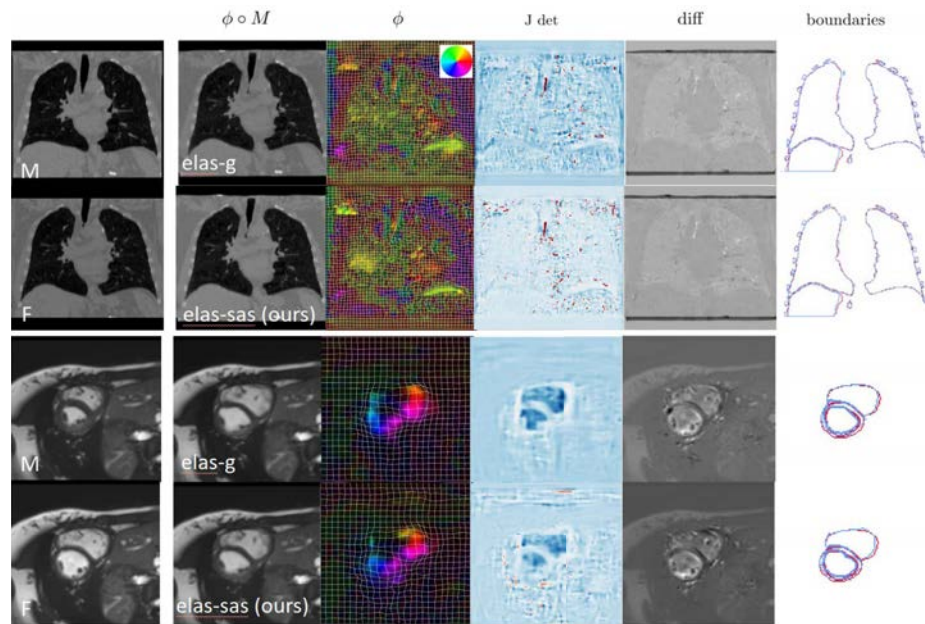 ϕ ∘ M ϕ J det diff boundaries
M elas-g
F elas-sas (ours)
M elas-g
F elas-sas (ours)